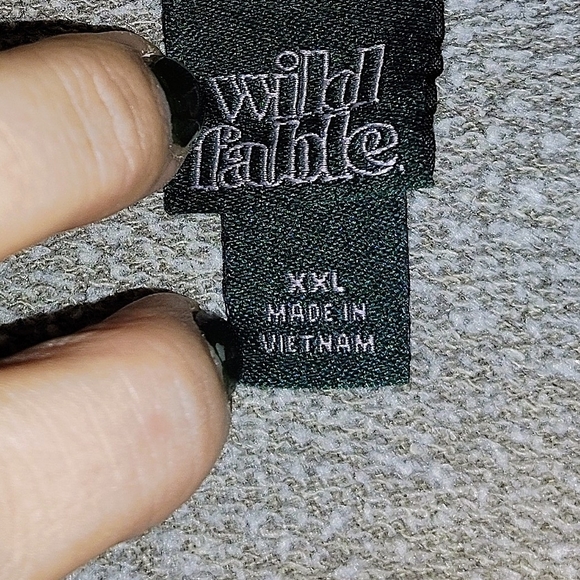 wild
fable.
XXL
MADE IN
VIETNAM